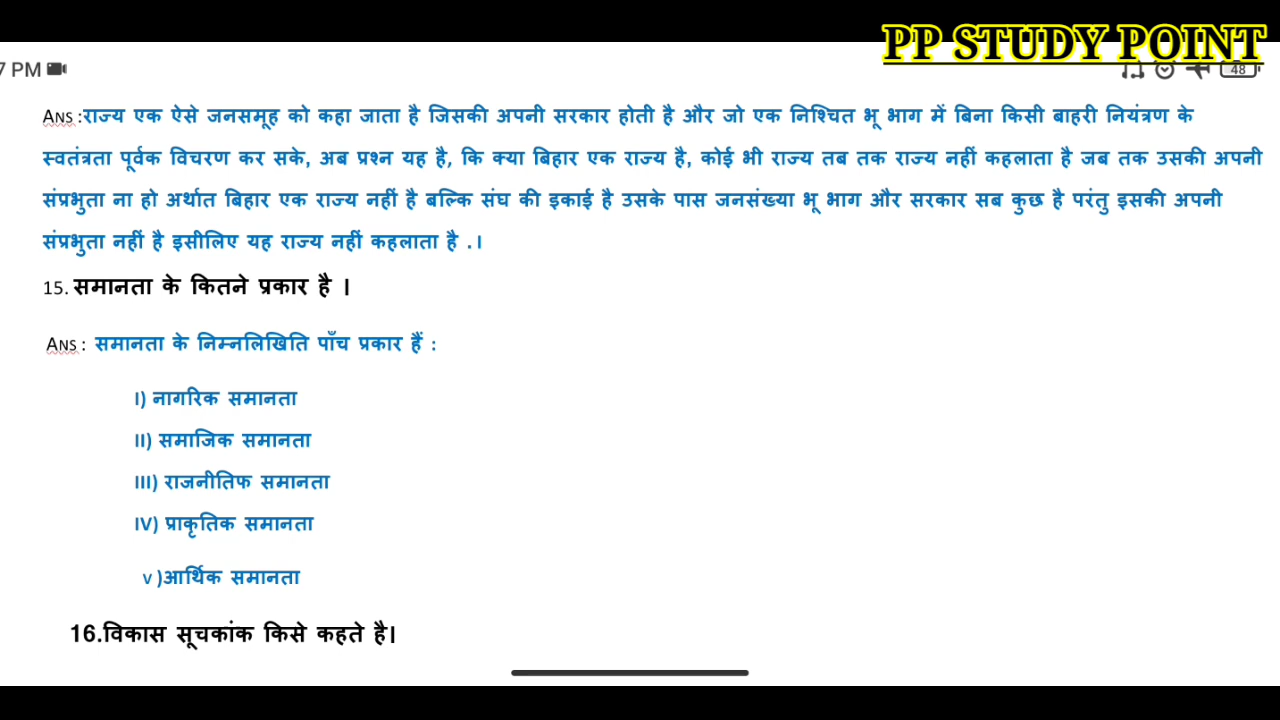 PP STUDY POINT
7 PM
48
Ans :राज्य एक ऐसे जनसमूह को कहा जाता है जिसकी अपनी सरकार होती है और जो एक निश्चित भू भाग में बिना किसी बाहरी नियंत्रण के
स्वतंत्रता पूर्वक विचरण कर सके, अब प्रश्न यह है, कि क्या बिहार एक राज्य है, कोई भी राज्य तब तक राज्य नहीं कहलाता है जब तक उसकी अपनी
संप्रभुता ना हो अर्थात बिहार एक राज्य नहीं है बल्कि संघ की इकाई है उसके पास जनसंख्या भू भाग और सरकार सब कुछ है परंतु इसकी अपनी
संप्रभुता नहीं है इसीलिए यह राज्य नहीं कहलाता है .।
15. समानता के कितने प्रकार है ।
Ans : समानता के निम्नलिखिति पाँच प्रकार हैं :
I) नागरिक समानता
II) समाजिक समानता
III) राजनीतिफ समानता
IV) प्राकृतिक समानता
v )आर्थिक समानता
16.विकास सूचकांक किसे कहते है।